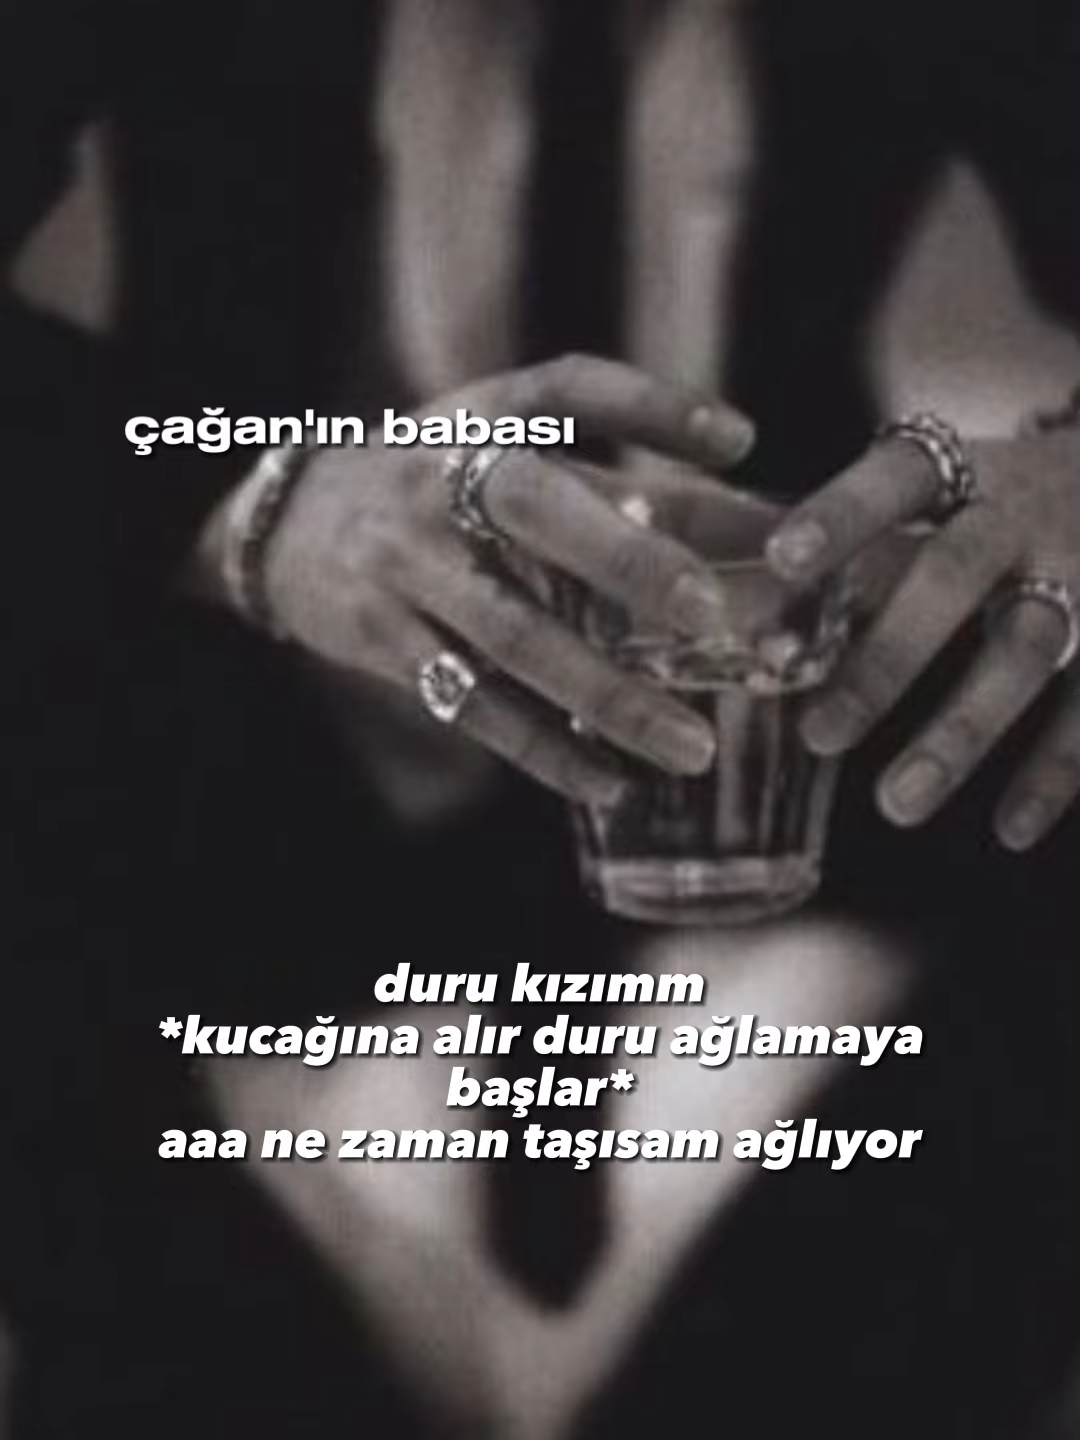 çağan'ın babası
duru kızımm
*kucağına alır duru ağlamaya
başlar*
aaa ne zaman taşısam ağlıyor